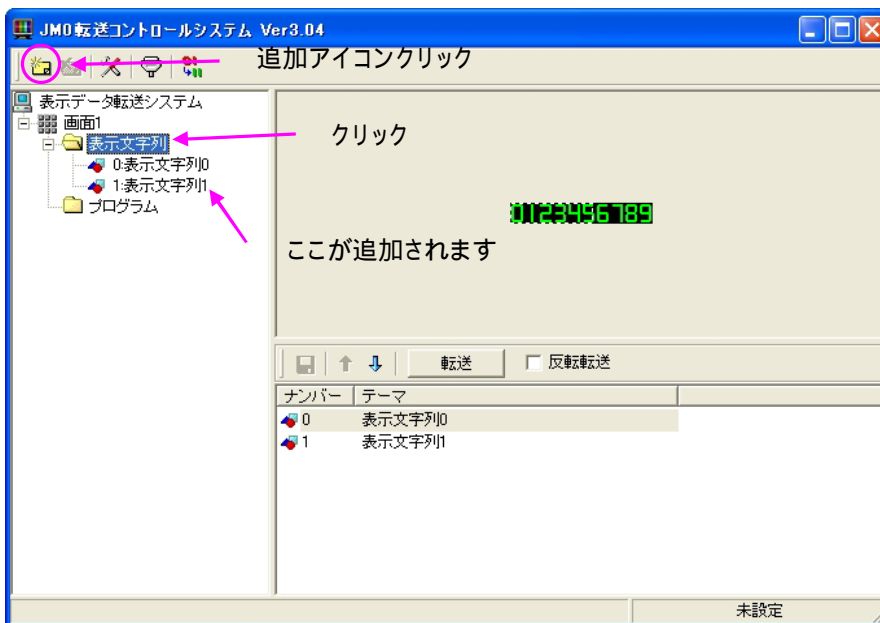 JMO転送コントロールシステム Ver3.04
追加アイコンクリック
表示データ転送システム
画面1
表示文字列
0:表示文字列0
1:表示文字列1
プログラム
クリック
0123456789
ここが追加されます
転送
反転転送
ナンバー テーマ
0 表示文字列0
1 表示文字列1
未設定